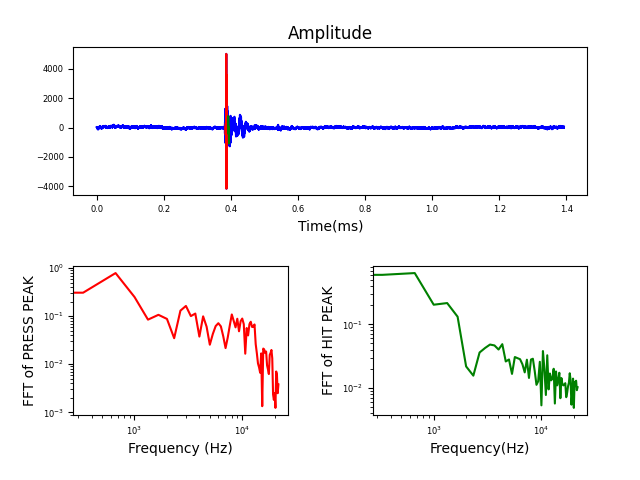 Amplitude
4000
2000
0
−2000
−4000
0.0 0.2 0.4 0.6 0.8 1.0 1.2 1.4
Time(ms)
FFT of PRESS PEAK
10⁰
10⁻¹
10⁻²
10⁻³
10³ 10⁴
Frequency (Hz)
FFT of HIT PEAK
10⁻¹
10⁻²
10³ 10⁴
Frequency(Hz)